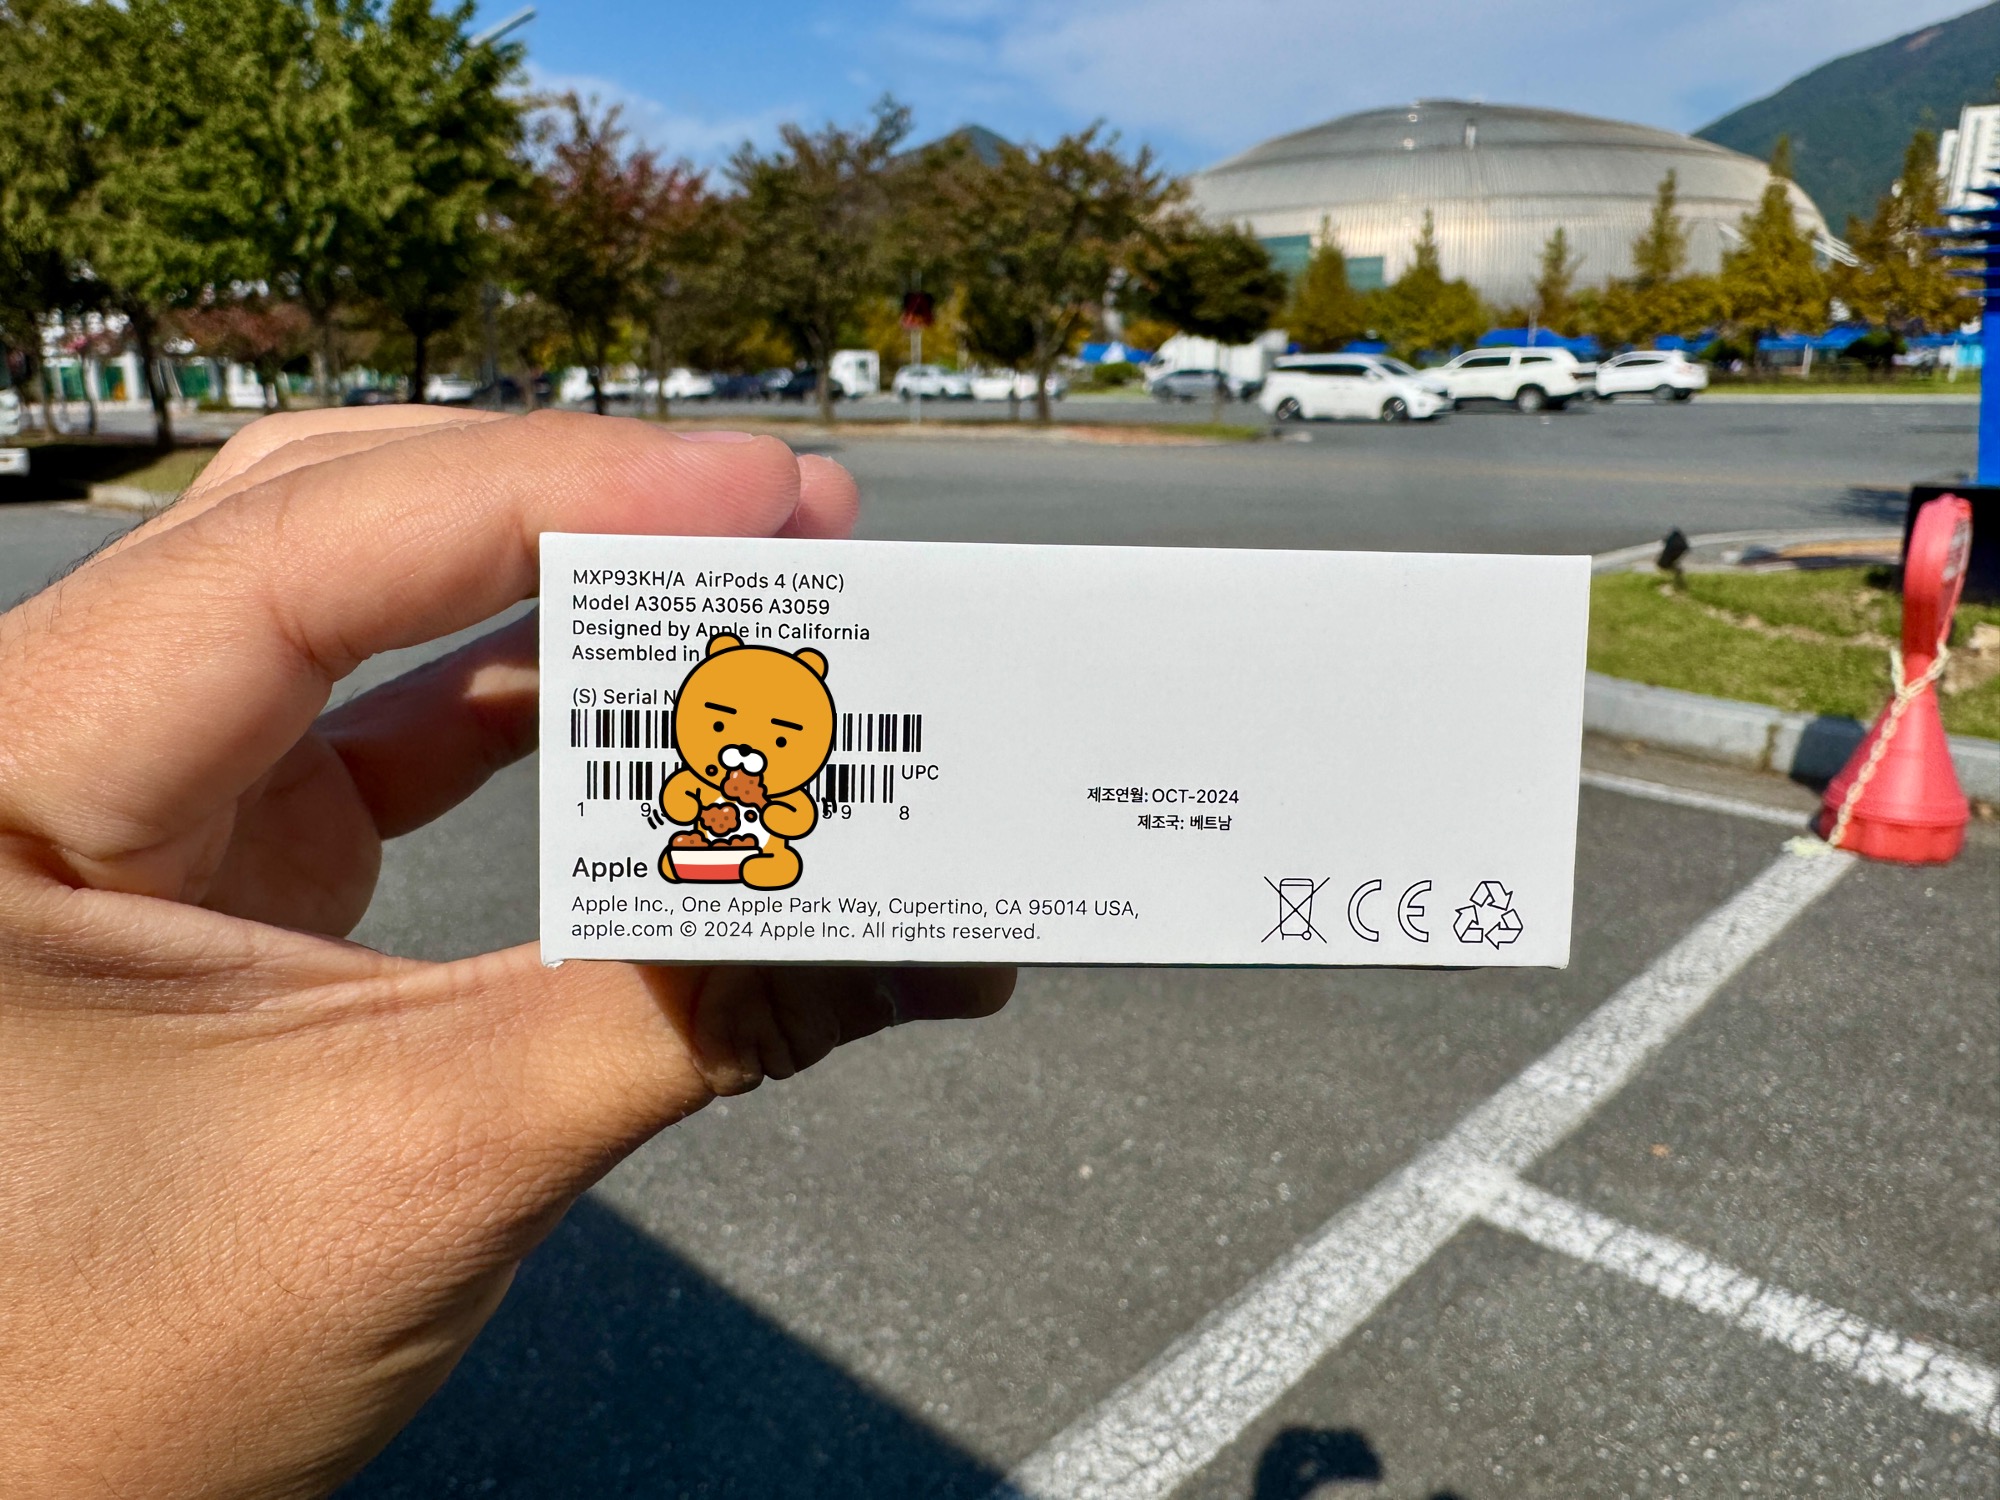 MXP93KH/A AirPods 4 (ANC)
Model A3055 A3056 A3059
Designed by Apple in California
Assembled in
(S) Serial
UPC
1 9 59 8
제조연월: OCT-2024
제조국: 베트남
Apple
Apple Inc., One Apple Park Way, Cupertino, CA 95014 USA,
apple.com © 2024 Apple Inc. All rights reserved.
CE